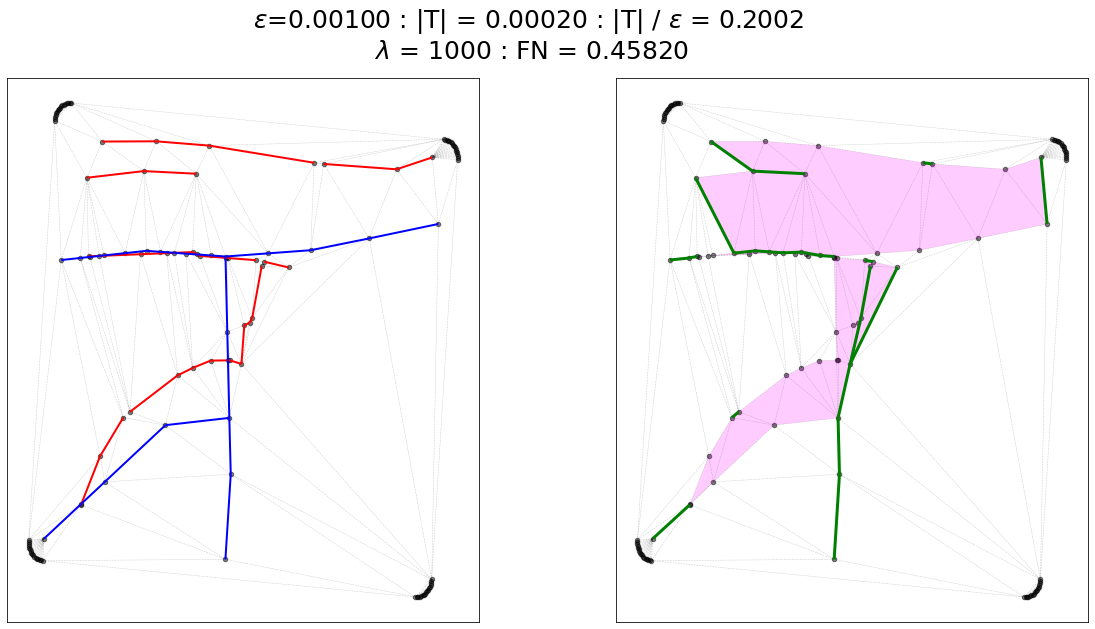 ε=0.00100 : |T| = 0.00020 : |T| / ε = 0.2002
λ = 1000 : FN = 0.45820